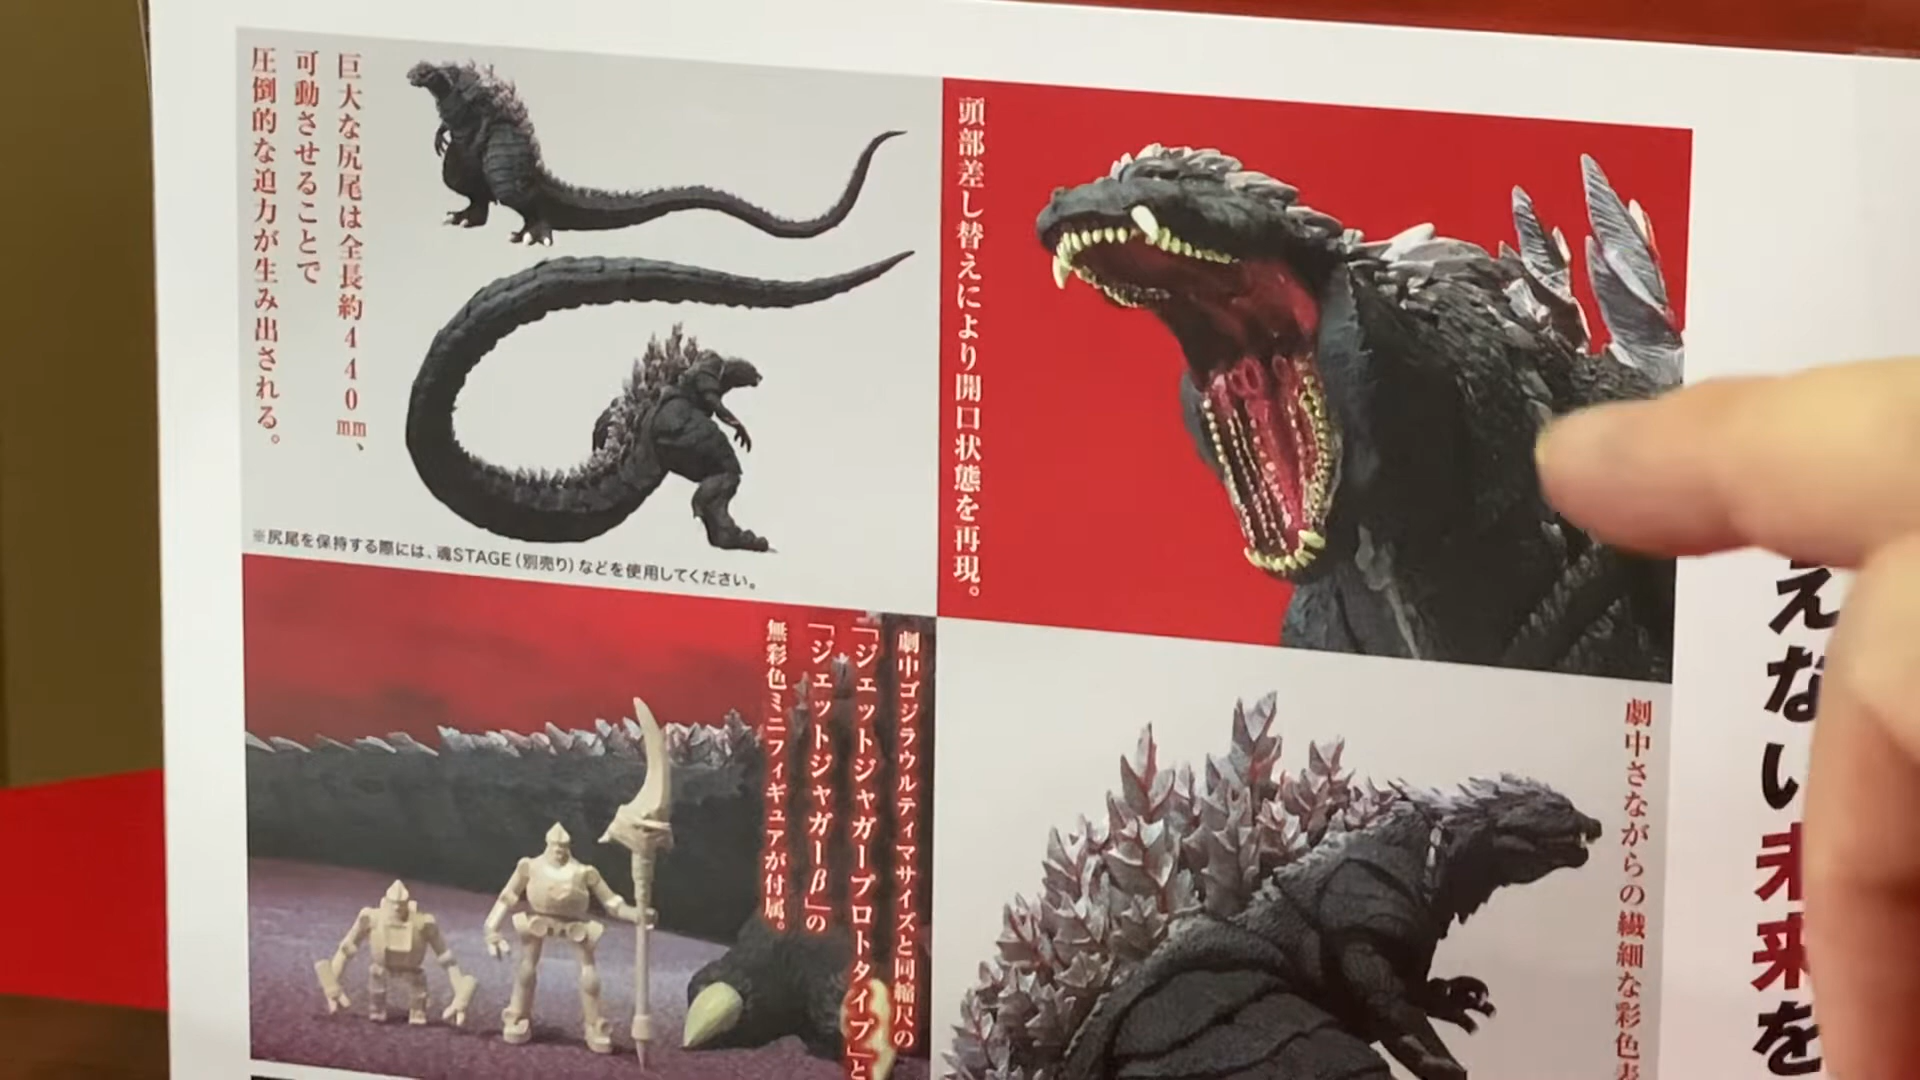 巨大な尻尾は全長約440mm、
可動させることで
圧倒的な迫力が生み出される。
※尻尾を保持する際には、魂STAGE(別売り)などを使用してください。
頭部差し替えにより開口状態を再現。
劇中ゴジラウルティマサイズと同縮尺の
「ジェットジャガープロトタイプ」と
「ジェットジャガーβ」の
無彩色ミニフィギュアが付属。
劇中さながらの繊細な彩色表
えない未来を